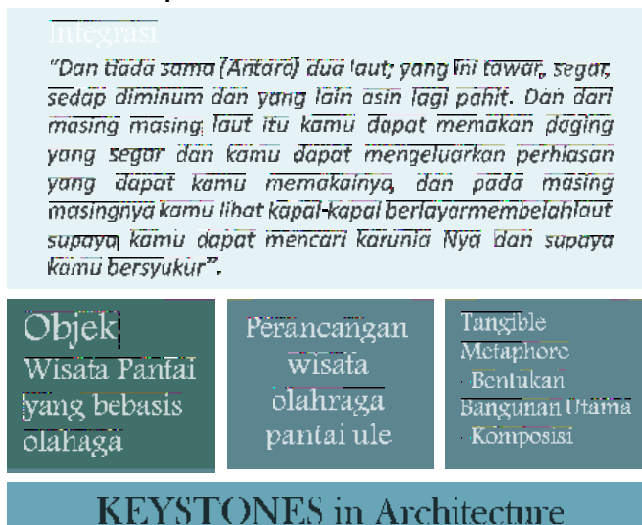 Integrasi
“Dan tiada sama (Antara) dua laut; yang ini tawar, segar,
sedap diminum dan yang lain asin lagi pahit. Dan dari
masing masing laut itu kamu dapat memakan daging
yang segar dan kamu dapat mengeluarkan perhiasan
yang dapat kamu memakainya, dan pada masing
masingnya kamu lihat kapal-kapal berlayarmembelahlaut
supaya kamu dapat mencari karunia Nya dan supaya
kamu bersyukur”.
Objek
Wisata Pantai
yang bebasis
olahaga
Perancangan
wisata
olahraga
pantai ule
Tangible
Metaphore
- Bentukan
Bangunan Utama
- Komposisi
KEYSTONES in Architecture